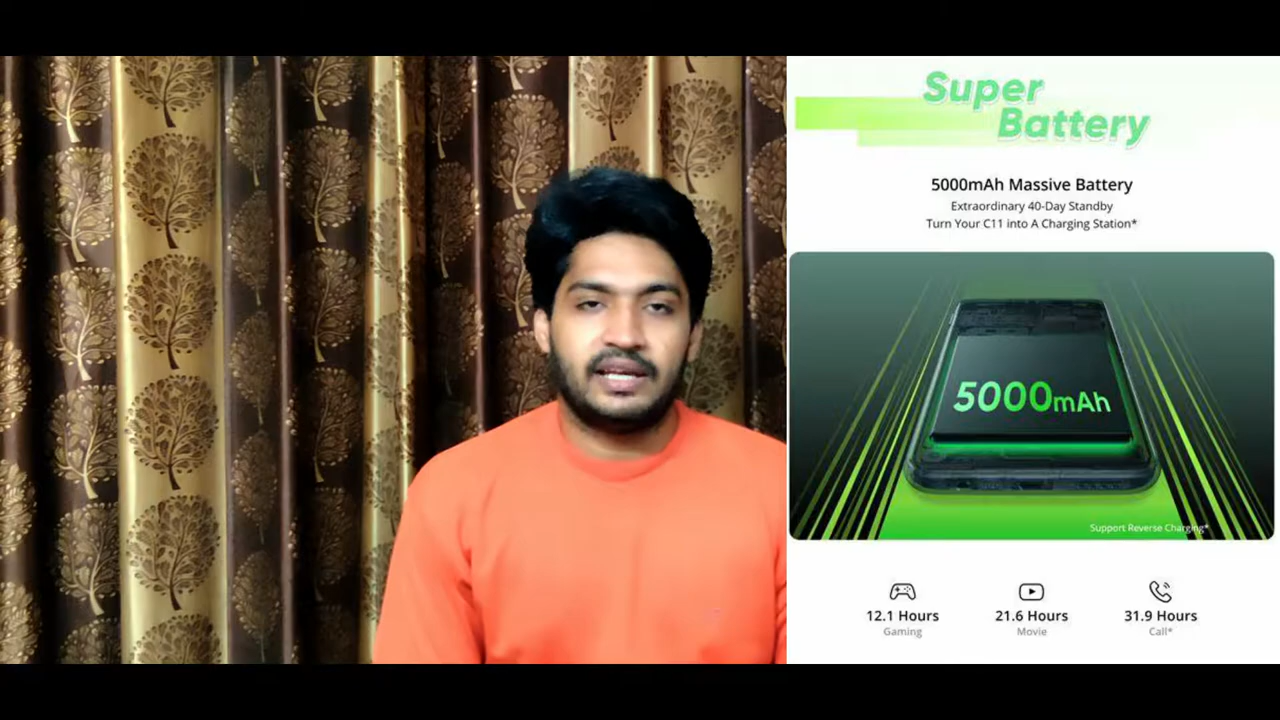 Super
Battery
5000mAh Massive Battery
Extraordinary 40-Day Standby
Turn Your C11 into A Charging Station*
5000mAh
Support Reverse Charging*
12.1 Hours
Gaming
21.6 Hours
Movie
31.9 Hours
Call*